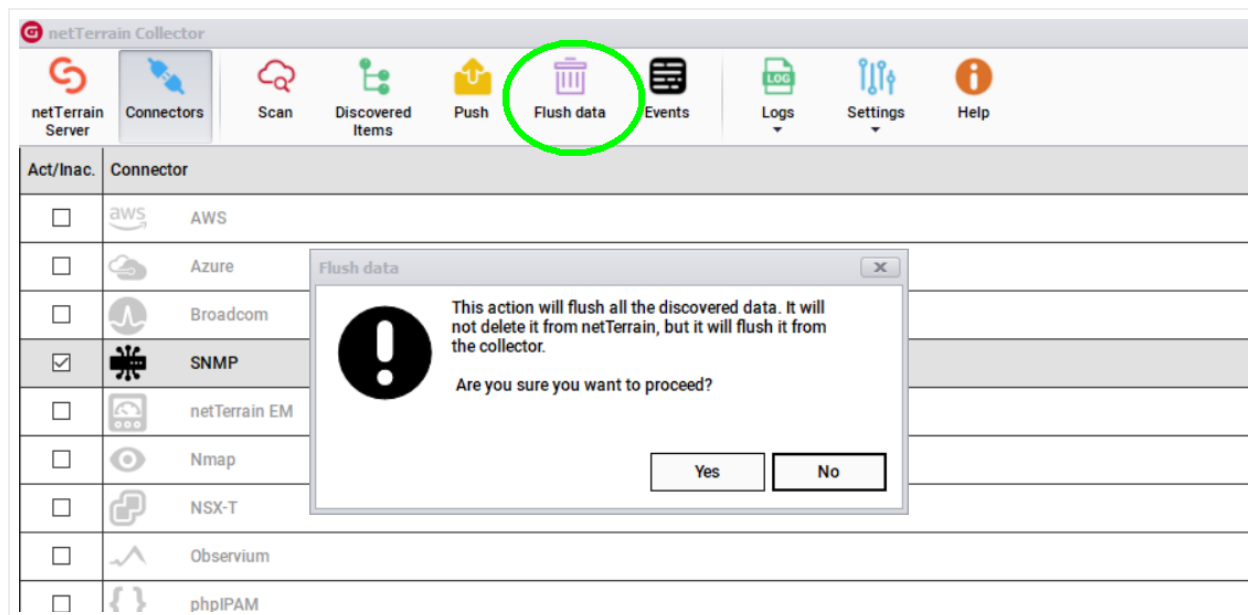 netTerrain Collector
netTerrain
Server
Connectors
Scan
Discovered
Items
Push
Flush data
Events
LOG
Logs
Settings
Help
Act/Inac.
Connector
aws
AWS
Azure
Flush data
This action will flush all the discovered data. It will
not delete it from netTerrain, but it will flush it from
the collector.
Are you sure you want to proceed?
Yes
No
Broadcom
SNMP
netTerrain EM
Nmap
NSX-T
Observium
phpIPAM